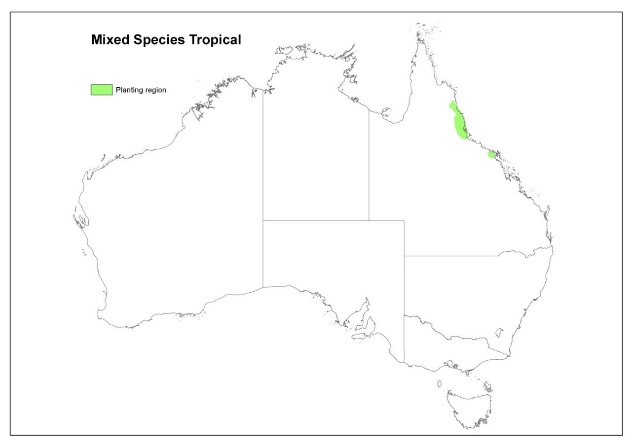 Mixed Species Tropical
Planting region